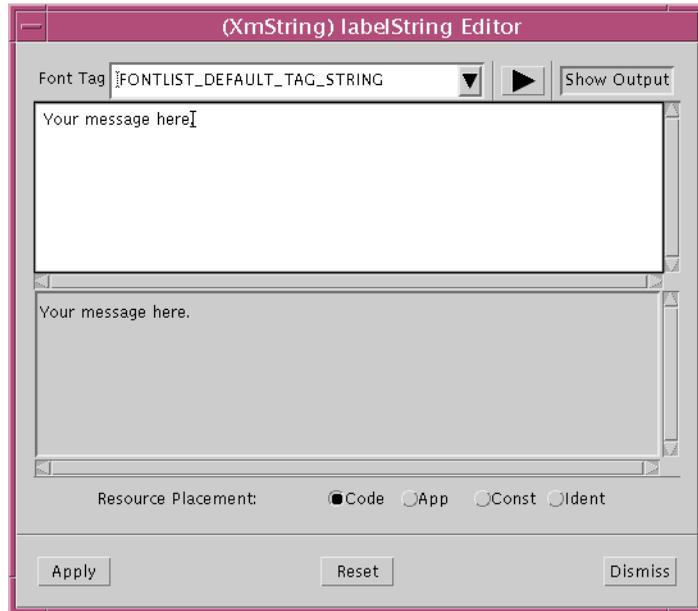 (XmString) labelString Editor
Font Tag FONTLIST_DEFAULT_TAG_STRING Show Output
Your message here.
Your message here.
Resource Placement: Code App Const Ident
Apply Reset Dismiss